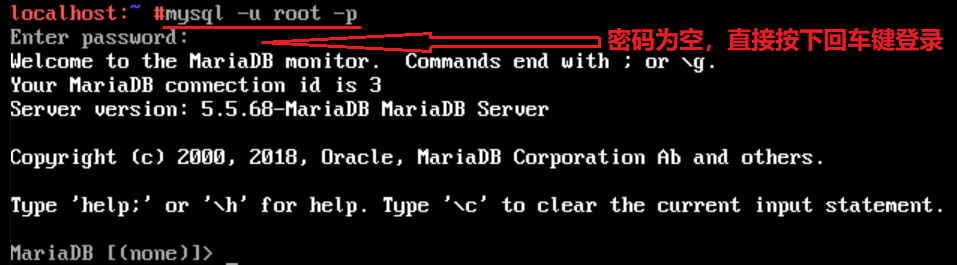 localhost:~ #mysql -u root -p
Enter password:
密码为空，直接按下回车键登录
Welcome to the MariaDB monitor.  Commands end with ; or \g.
Your MariaDB connection id is 3
Server version: 5.5.68-MariaDB MariaDB Server
Copyright (c) 2000, 2018, Oracle, MariaDB Corporation Ab and others.
Type 'help;' or '\h' for help. Type '\c' to clear the current input statement.
MariaDB [(none)]> _